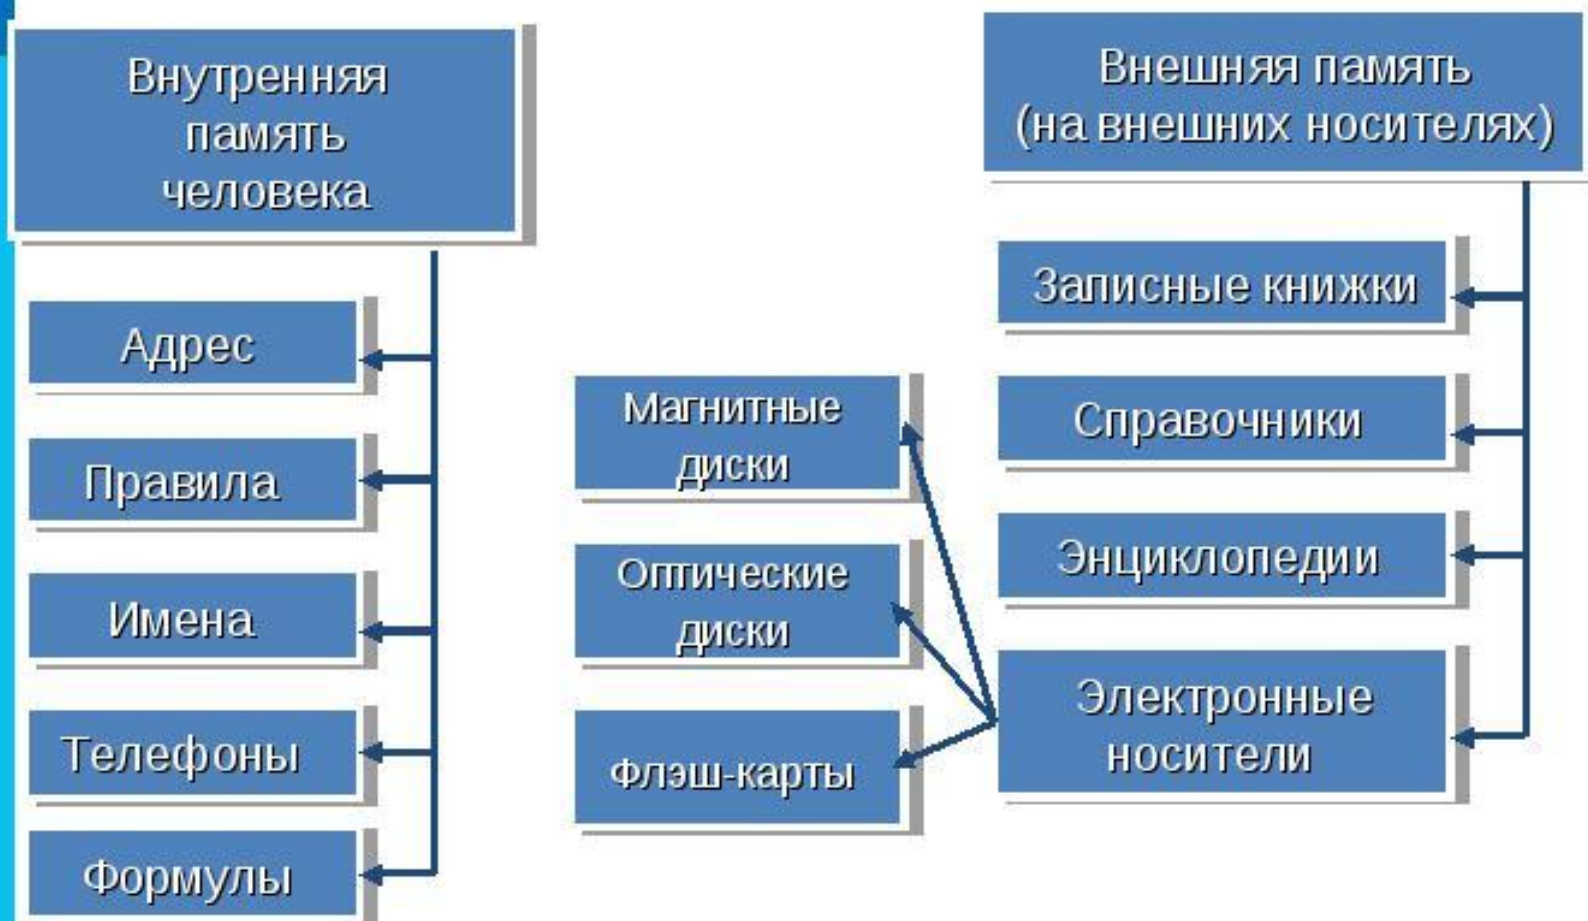 Внутренняя
память
человека
Адрес
Правила
Имена
Телефоны
Формулы
Внешняя память
(на внешних носителях)
Записные книжки
Справочники
Энциклопедии
Электронные
носители
Магнитные
диски
Оптические
диски
Флэш-карты